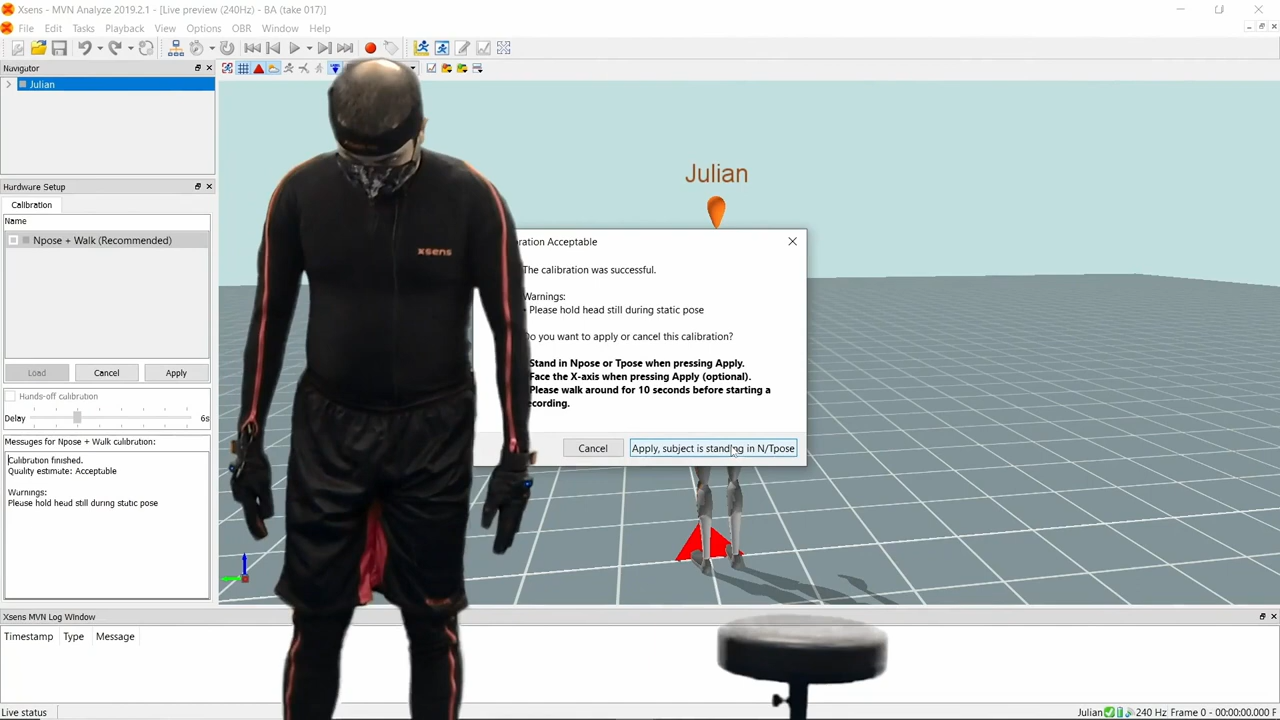 Xsens - MVN Analyze 2019.2.1 - [Live preview (240Hz) - BA (take 017)]
File Edit Tasks Playback View Options OBR Window Help
Navigator
Julian
Hardware Setup
Calibration
Name
Npose + Walk (Recommended)
Load Cancel Apply
Hands-off calibration
Delay 6s
Messages for Npose + Walk calibration:
Calibration finished.
Quality estimate: Acceptable
Warnings:
Please hold head still during static pose
xsens
Julian
Acceptable
The calibration was successful.
Warnings:
- Please hold head still during static pose
Do you want to apply or cancel this calibration?
Stand in Npose or Tpose when pressing Apply.
Face the X-axis when pressing Apply (optional).
Please walk around for 10 seconds before starting a
Cancel Apply, subject is standing in N/Tpose
Xsens MVN Log Window
Timestamp Type Message
Live status Julian 240 Hz Frame 0 - 00:00:00.000 F